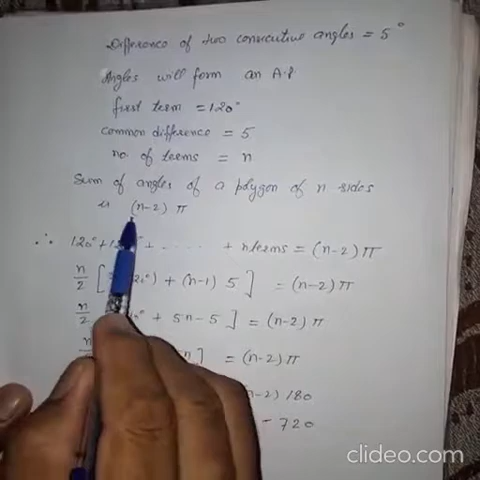 Difference of two consecutive angles = 5°
Angles will form an A.P
first term = 120°
common difference = 5
no. of terms = n
Sum of angles of a polygon of n sides
is (n-2) π
∴ 120° + + ..... + n terms = (n-2) π
n/2 [ + (n-1) 5 ] = (n-2) π
n/2 + 5n - 5 ] = (n-2) π
] = (n-2) π
-2) 180
- 720
clideo.com